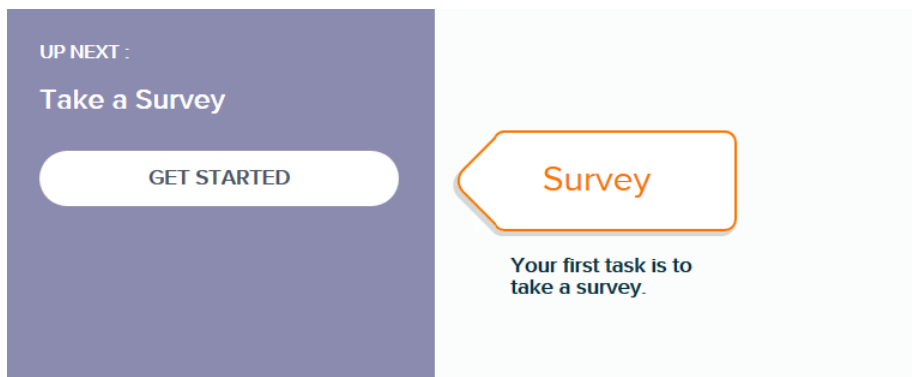 UP NEXT :
Take a Survey
GET STARTED
Survey
Your first task is to
take a survey.